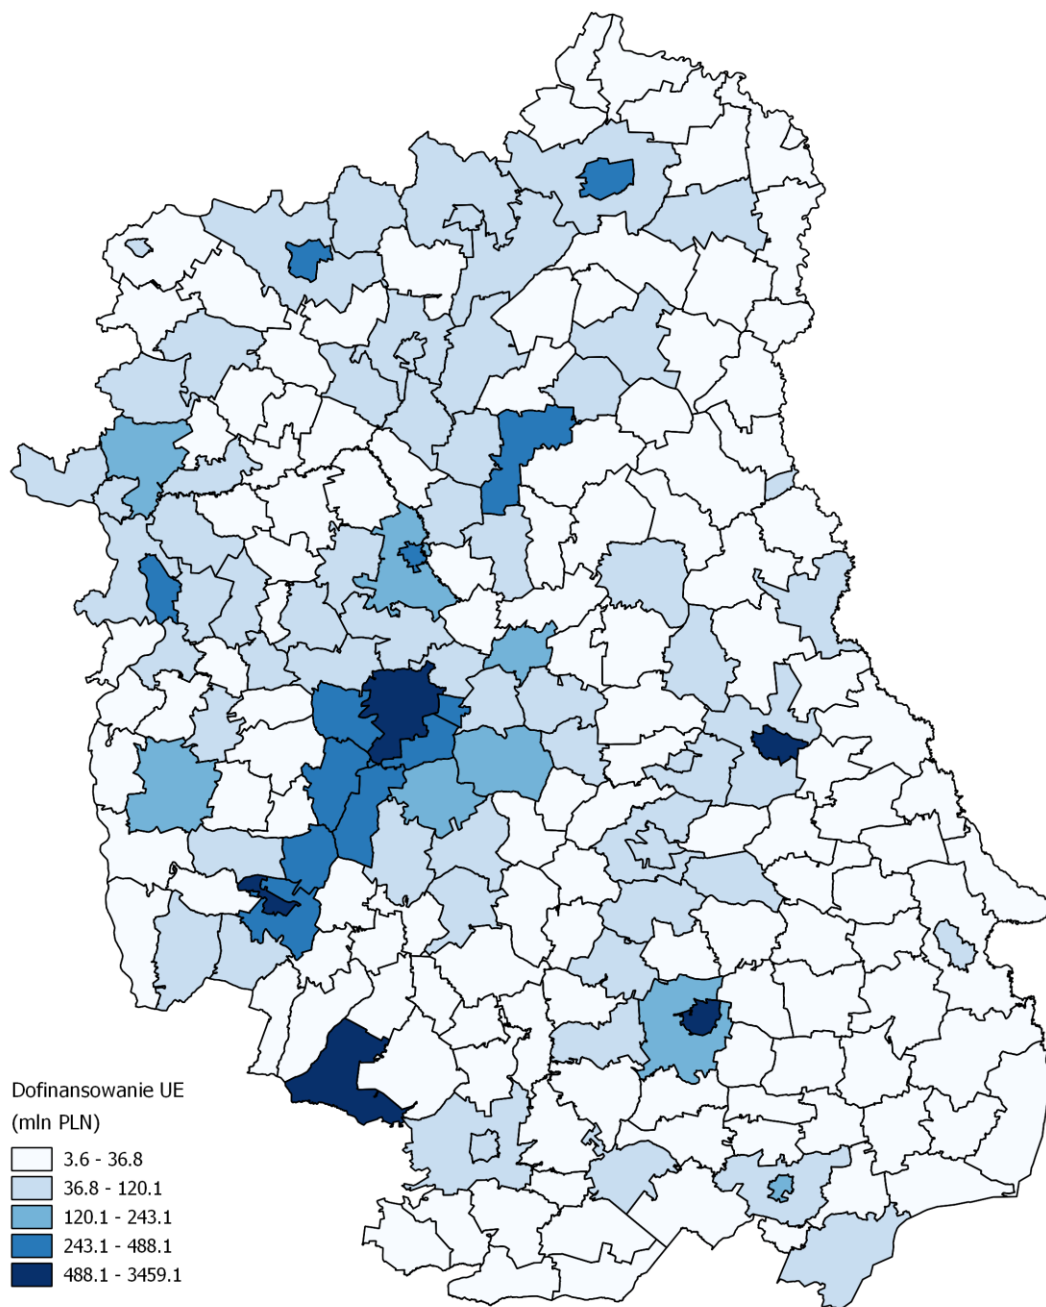 Dofinansowanie UE
(mln PLN)
3.6 - 36.8
36.8 - 120.1
120.1 - 243.1
243.1 - 488.1
488.1 - 3459.1